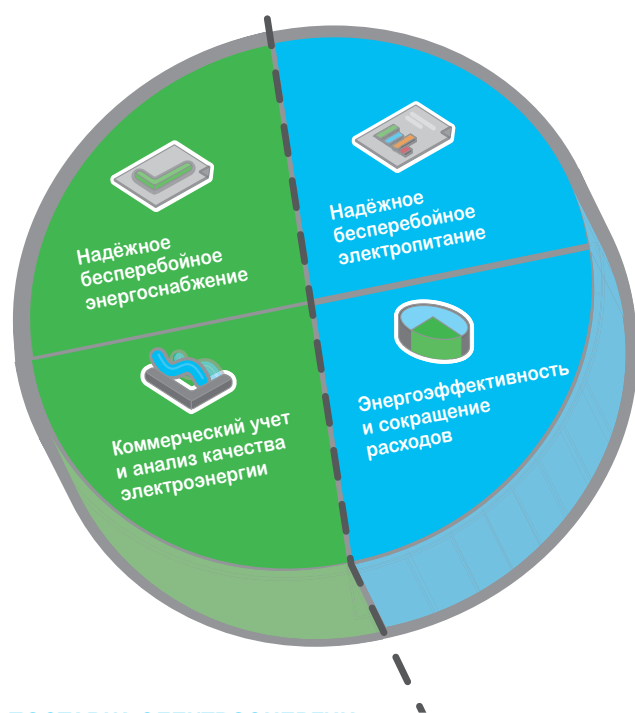 Надёжное
бесперебойное
энергоснабжение
Надёжное
бесперебойное
электропитание
Коммерческий учет
и анализ качества
электроэнергии
Энергоэффективность
и сокращение
расходов